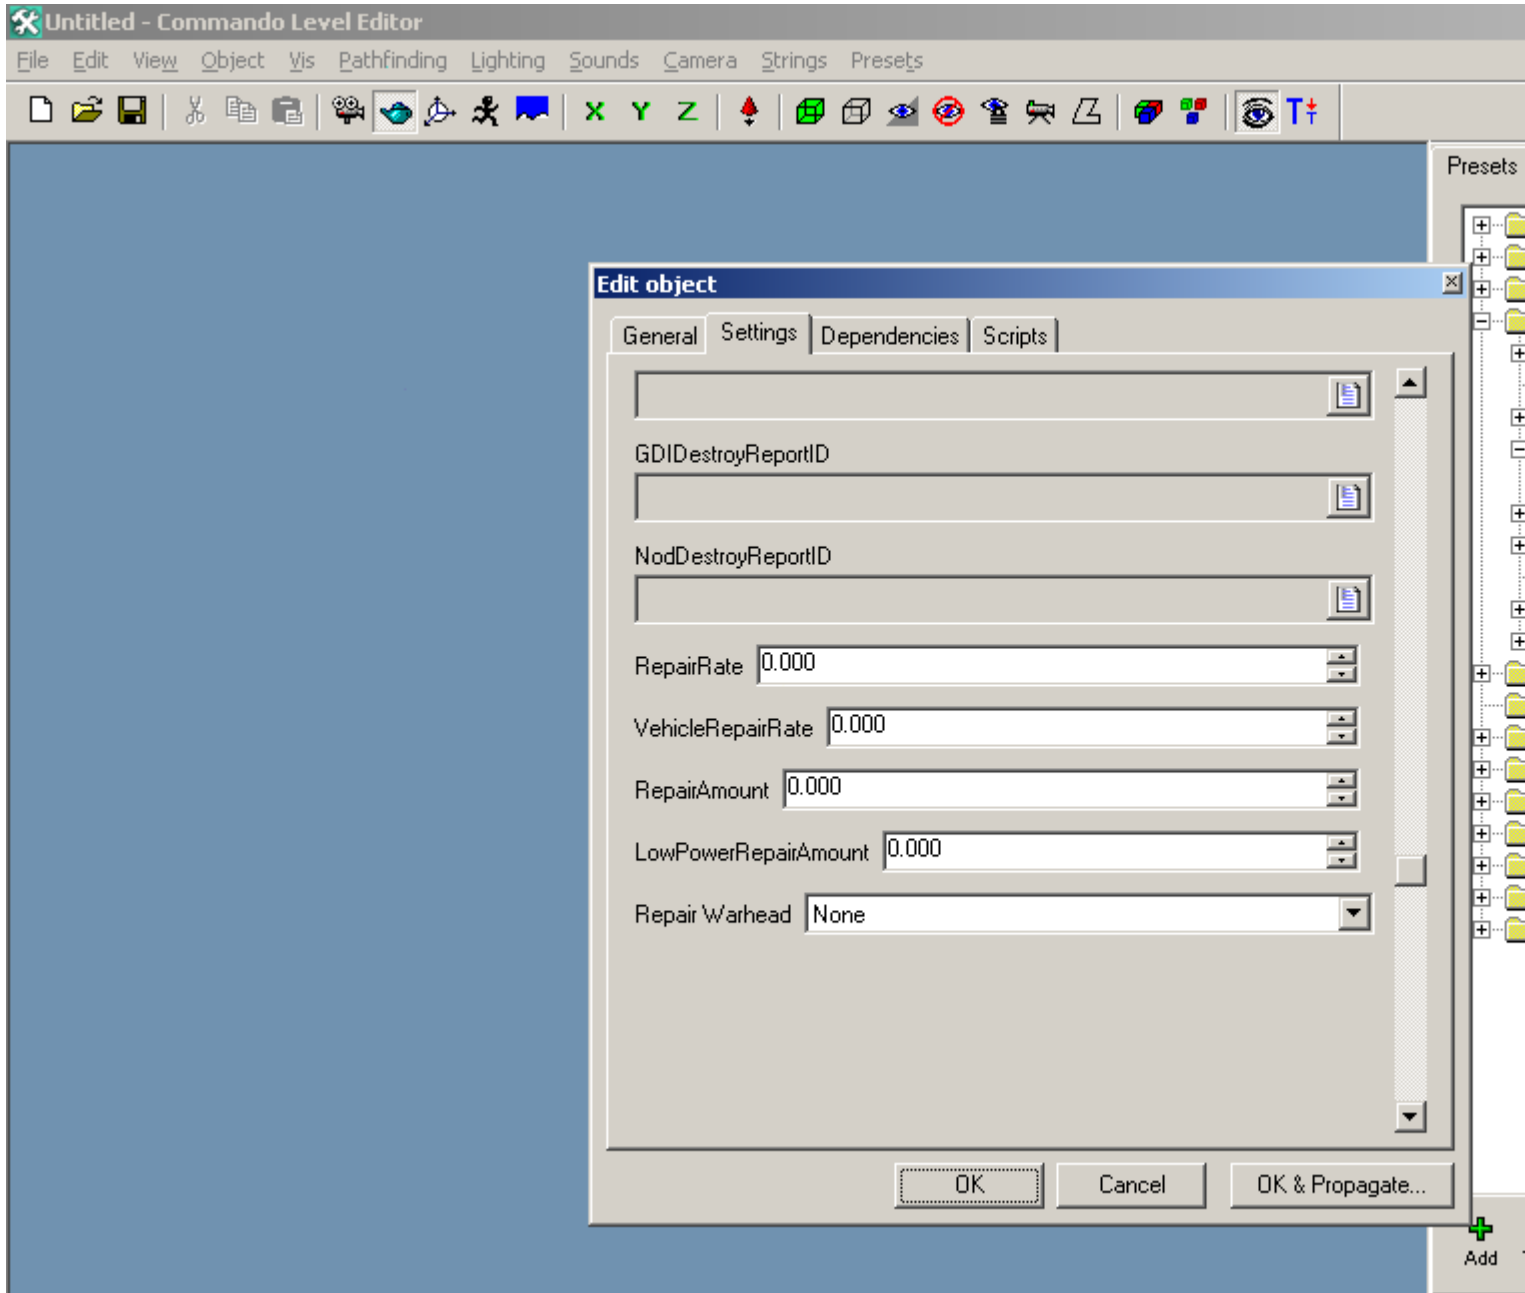 Untitled - Commando Level Editor
File Edit View Object Vis Pathfinding Lighting Sounds Camera Strings Presets
X Y Z T
Presets
Edit object
General Settings Dependencies Scripts
GDIDestroyReportID
NodDestroyReportID
RepairRate 0.000
VehicleRepairRate 0.000
RepairAmount 0.000
LowPowerRepairAmount 0.000
Repair Warhead None
OK Cancel OK & Propagate...
Add